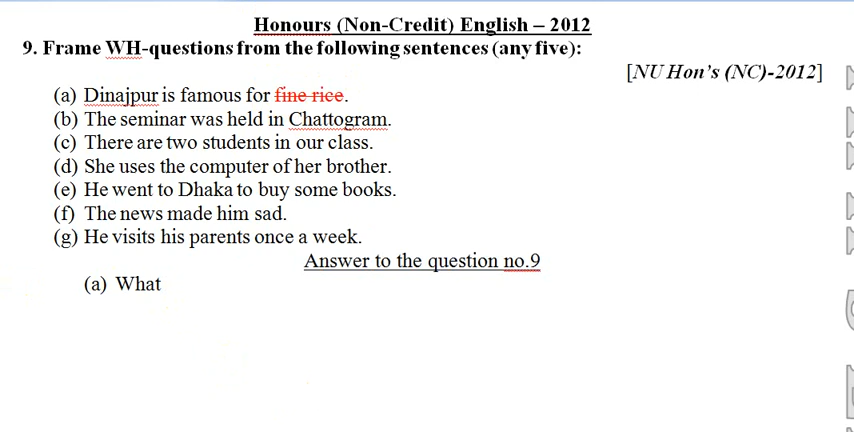 Honours (Non-Credit) English – 2012
9. Frame WH-questions from the following sentences (any five):
[NU Hon’s (NC)-2012]
(a) Dinajpur is famous for fine rice.
(b) The seminar was held in Chattogram.
(c) There are two students in our class.
(d) She uses the computer of her brother.
(e) He went to Dhaka to buy some books.
(f) The news made him sad.
(g) He visits his parents once a week.
Answer to the question no.9
(a) What